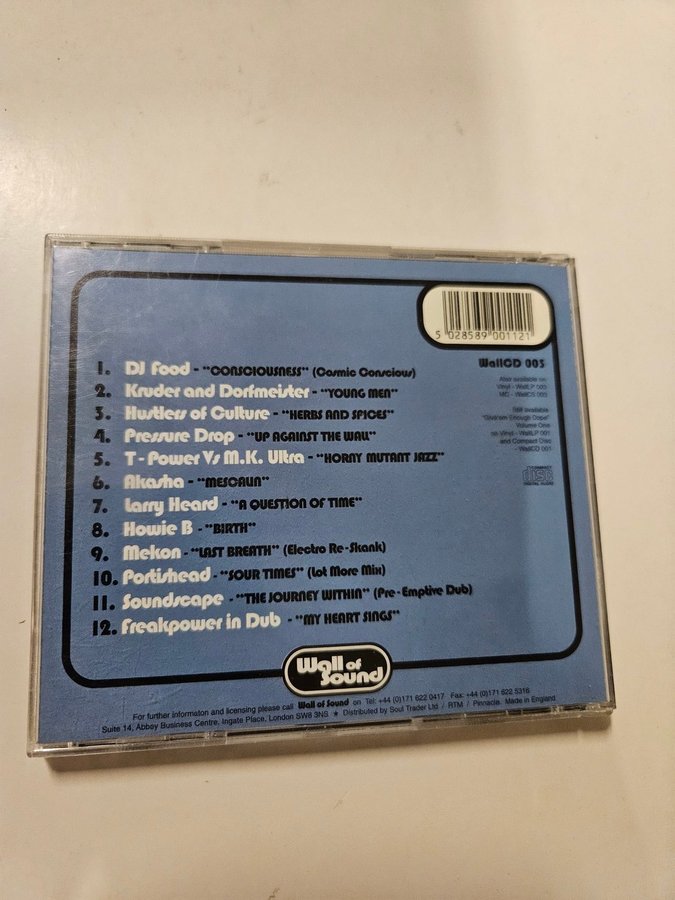 5 028589 001121
WallCD 003
Also available on
Vinyl - WallLP 003
MC - WallCS 003
Still available
"Give'em Enough Dope"
Volume One
on Vinyl - WallLP 001
and Compact Disc
- WallCD 001
COMPACT
disc
DIGITAL AUDIO
1. DJ Food - "CONSCIOUSNESS" (Cosmic Conscious)
2. Kruder and Dorfmeister - "YOUNG MEN"
3. Hustlers of Culture - "HERBS AND SPICES"
4. Pressure Drop - "UP AGAINST THE WALL"
5. T-Power Vs M.K. Ultra - "HORNY MUTANT JAZZ"
6. Akasha - "MESCALIN"
7. Larry Heard - "A QUESTION OF TIME"
8. Howie B - "BIRTH"
9. Mekon - "LAST BREATH" (Electro Re-Skank)
10. Portishead - "SOUR TIMES" (Lot More Mix)
11. Soundscape - "THE JOURNEY WITHIN" (Pre-Emptive Dub)
12. Freakpower in Dub - "MY HEART SINGS"
Wall of
Sound
For further informaton and licensing please call Wall of Sound on Tel: +44 (0)171 622 0417 Fax: +44 (0)171 622 5316
Suite 14, Abbey Business Centre, Ingate Place, London SW8 3NS ★ Distributed by Soul Trader Ltd / RTM / Pinnacle. Made in England